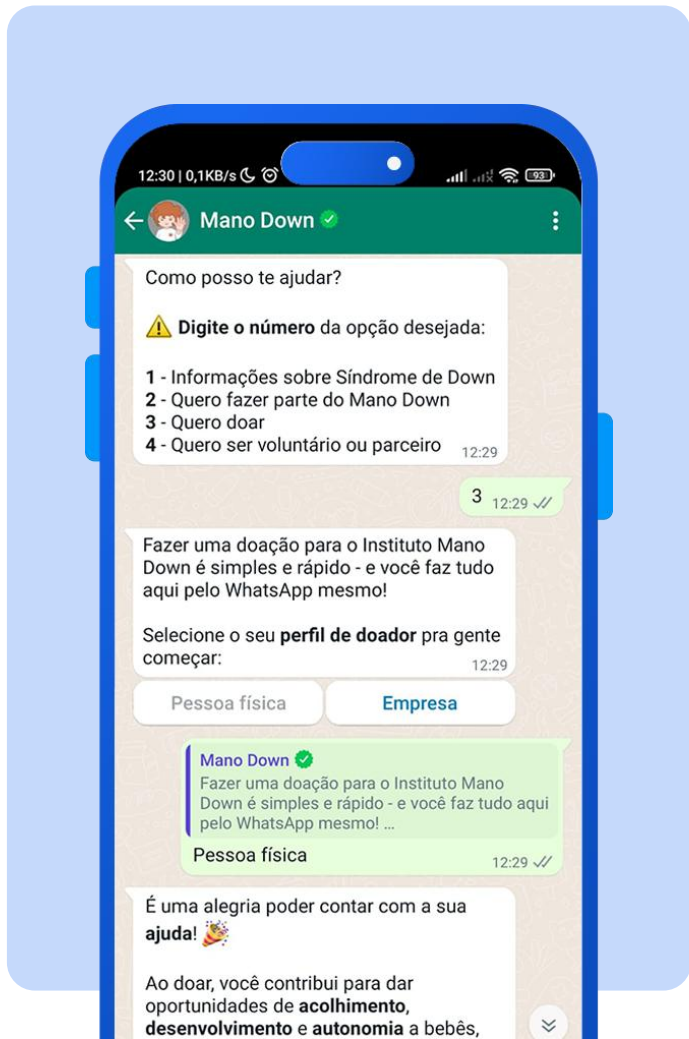 12:30 | 0,1KB/s
93
Mano Down
Como posso te ajudar?
⚠️ Digite o número da opção desejada:
1 - Informações sobre Síndrome de Down
2 - Quero fazer parte do Mano Down
3 - Quero doar
4 - Quero ser voluntário ou parceiro
12:29
3
12:29
Fazer uma doação para o Instituto Mano
Down é simples e rápido - e você faz tudo
aqui pelo WhatsApp mesmo!
Selecione o seu perfil de doador pra gente
começar:
12:29
Pessoa física
Empresa
Mano Down
Fazer uma doação para o Instituto Mano
Down é simples e rápido - e você faz tudo aqui
pelo WhatsApp mesmo! ...
Pessoa física
12:29
É uma alegria poder contar com a sua
ajuda! 🎉
Ao doar, você contribui para dar
oportunidades de acolhimento,
desenvolvimento e autonomia a bebês,